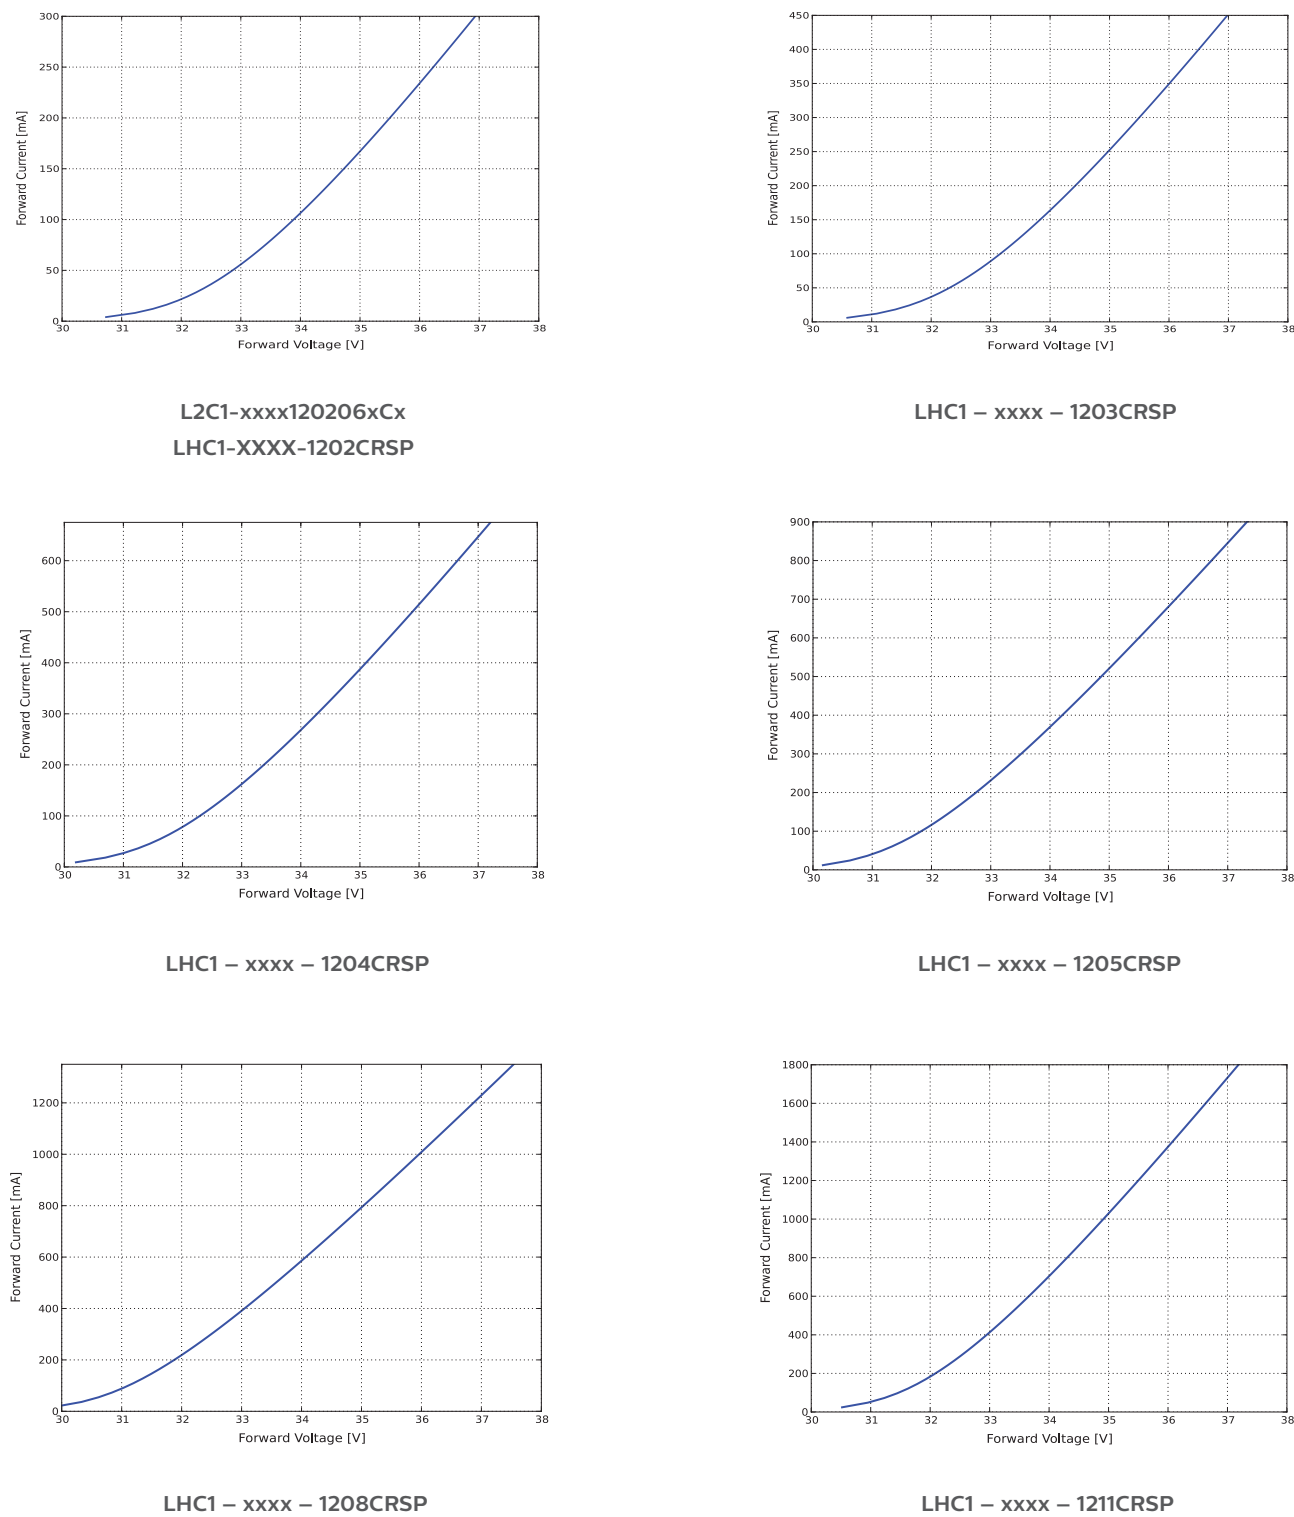 300
250
200
150
100
50
0
30 31 32 33 34 35 36 37 38
Forward Current [mA]
Forward Voltage [V]
L2C1-xxxx120206xCx
LHC1-XXXX-1202CRSP
450
400
350
300
250
200
150
100
50
0
30 31 32 33 34 35 36 37 38
Forward Current [mA]
Forward Voltage [V]
LHC1 – xxxx – 1203CRSP
600
500
400
300
200
100
0
30 31 32 33 34 35 36 37 38
Forward Current [mA]
Forward Voltage [V]
LHC1 – xxxx – 1204CRSP
900
800
700
600
500
400
300
200
100
0
30 31 32 33 34 35 36 37 38
Forward Current [mA]
Forward Voltage [V]
LHC1 – xxxx – 1205CRSP
1200
1000
800
600
400
200
0
30 31 32 33 34 35 36 37 38
Forward Current [mA]
Forward Voltage [V]
LHC1 – xxxx – 1208CRSP
1800
1600
1400
1200
1000
800
600
400
200
0
30 31 32 33 34 35 36 37 38
Forward Current [mA]
Forward Voltage [V]
LHC1 – xxxx – 1211CRSP